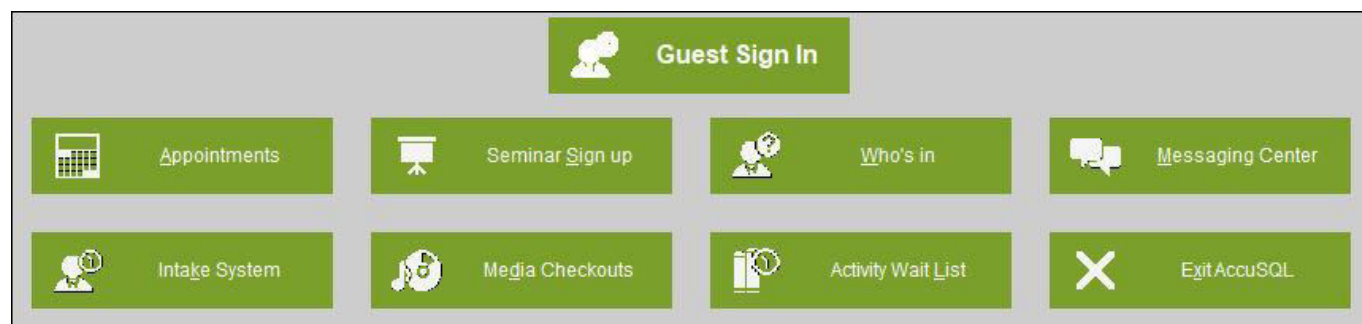 Guest Sign In
Appointments
Seminar Sign up
Who's in
Messaging Center
Intake System
Media Checkouts
Activity Wait List
Exit AccuSQL